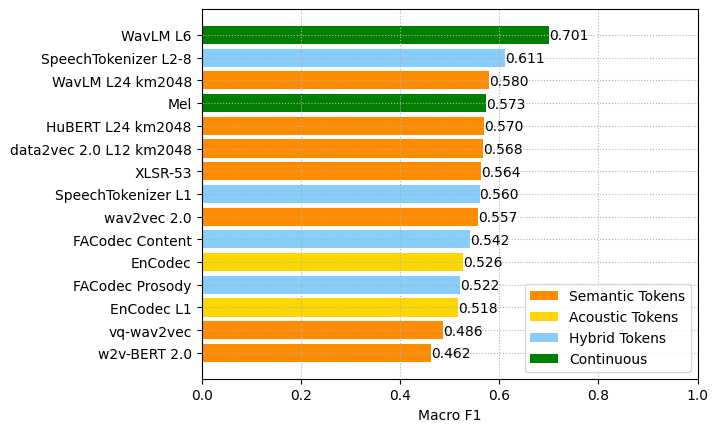 WavLM L6 0.701
SpeechTokenizer L2-8 0.611
WavLM L24 km2048 0.580
Mel 0.573
HuBERT L24 km2048 0.570
data2vec 2.0 L12 km2048 0.568
XLSR-53 0.564
SpeechTokenizer L1 0.560
wav2vec 2.0 0.557
FACodec Content 0.542
EnCodec 0.526
FACodec Prosody 0.522
EnCodec L1 0.518
vq-wav2vec 0.486
w2v-BERT 2.0 0.462
Semantic Tokens
Acoustic Tokens
Hybrid Tokens
Continuous
0.0 0.2 0.4 0.6 0.8 1.0
Macro F1